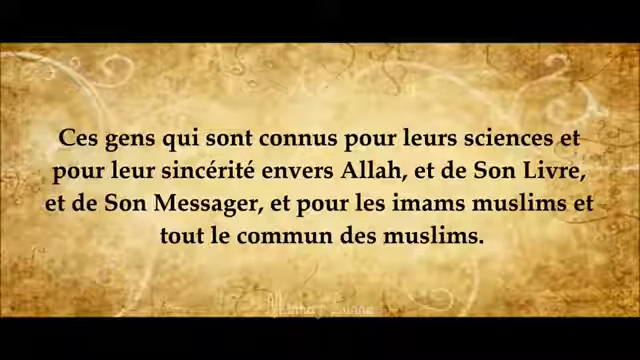 Ces gens qui sont connus pour leurs sciences et
pour leur sincérité envers Allah, et de Son Livre,
et de Son Messager, et pour les imams muslims et
tout le commun des muslims.